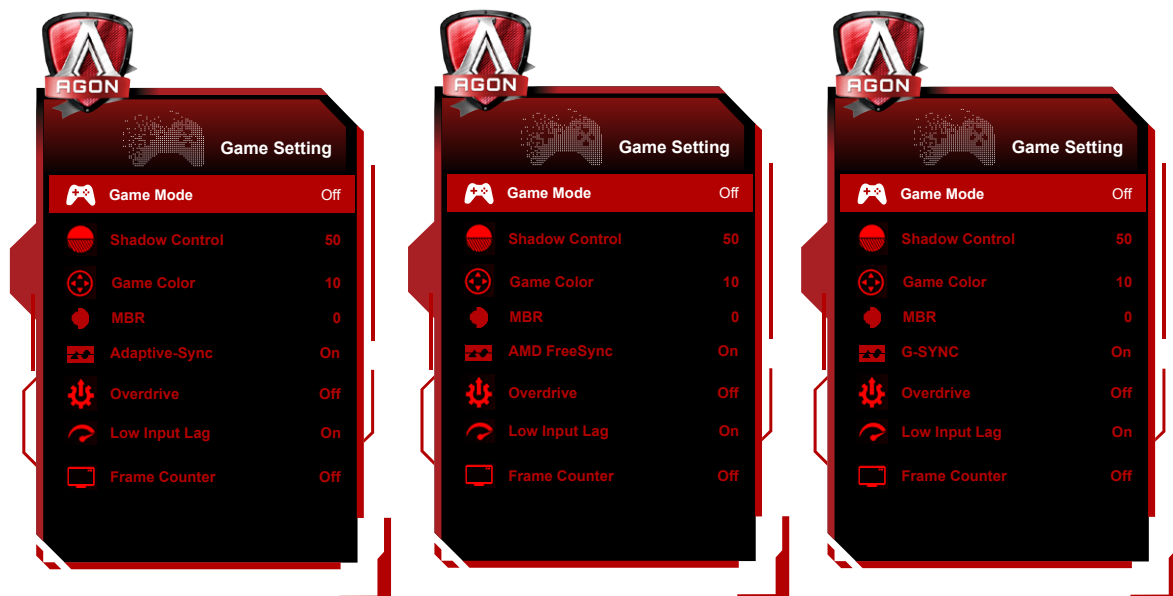 AGON
Game Setting
Game Mode Off
Shadow Control 50
Game Color 10
MBR 0
Adaptive-Sync On
Overdrive Off
Low Input Lag On
Frame Counter Off
AGON
Game Setting
Game Mode Off
Shadow Control 50
Game Color 10
MBR 0
AMD FreeSync On
Overdrive Off
Low Input Lag On
Frame Counter Off
AGON
Game Setting
Game Mode Off
Shadow Control 50
Game Color 10
MBR 0
G-SYNC On
Overdrive Off
Low Input Lag On
Frame Counter Off